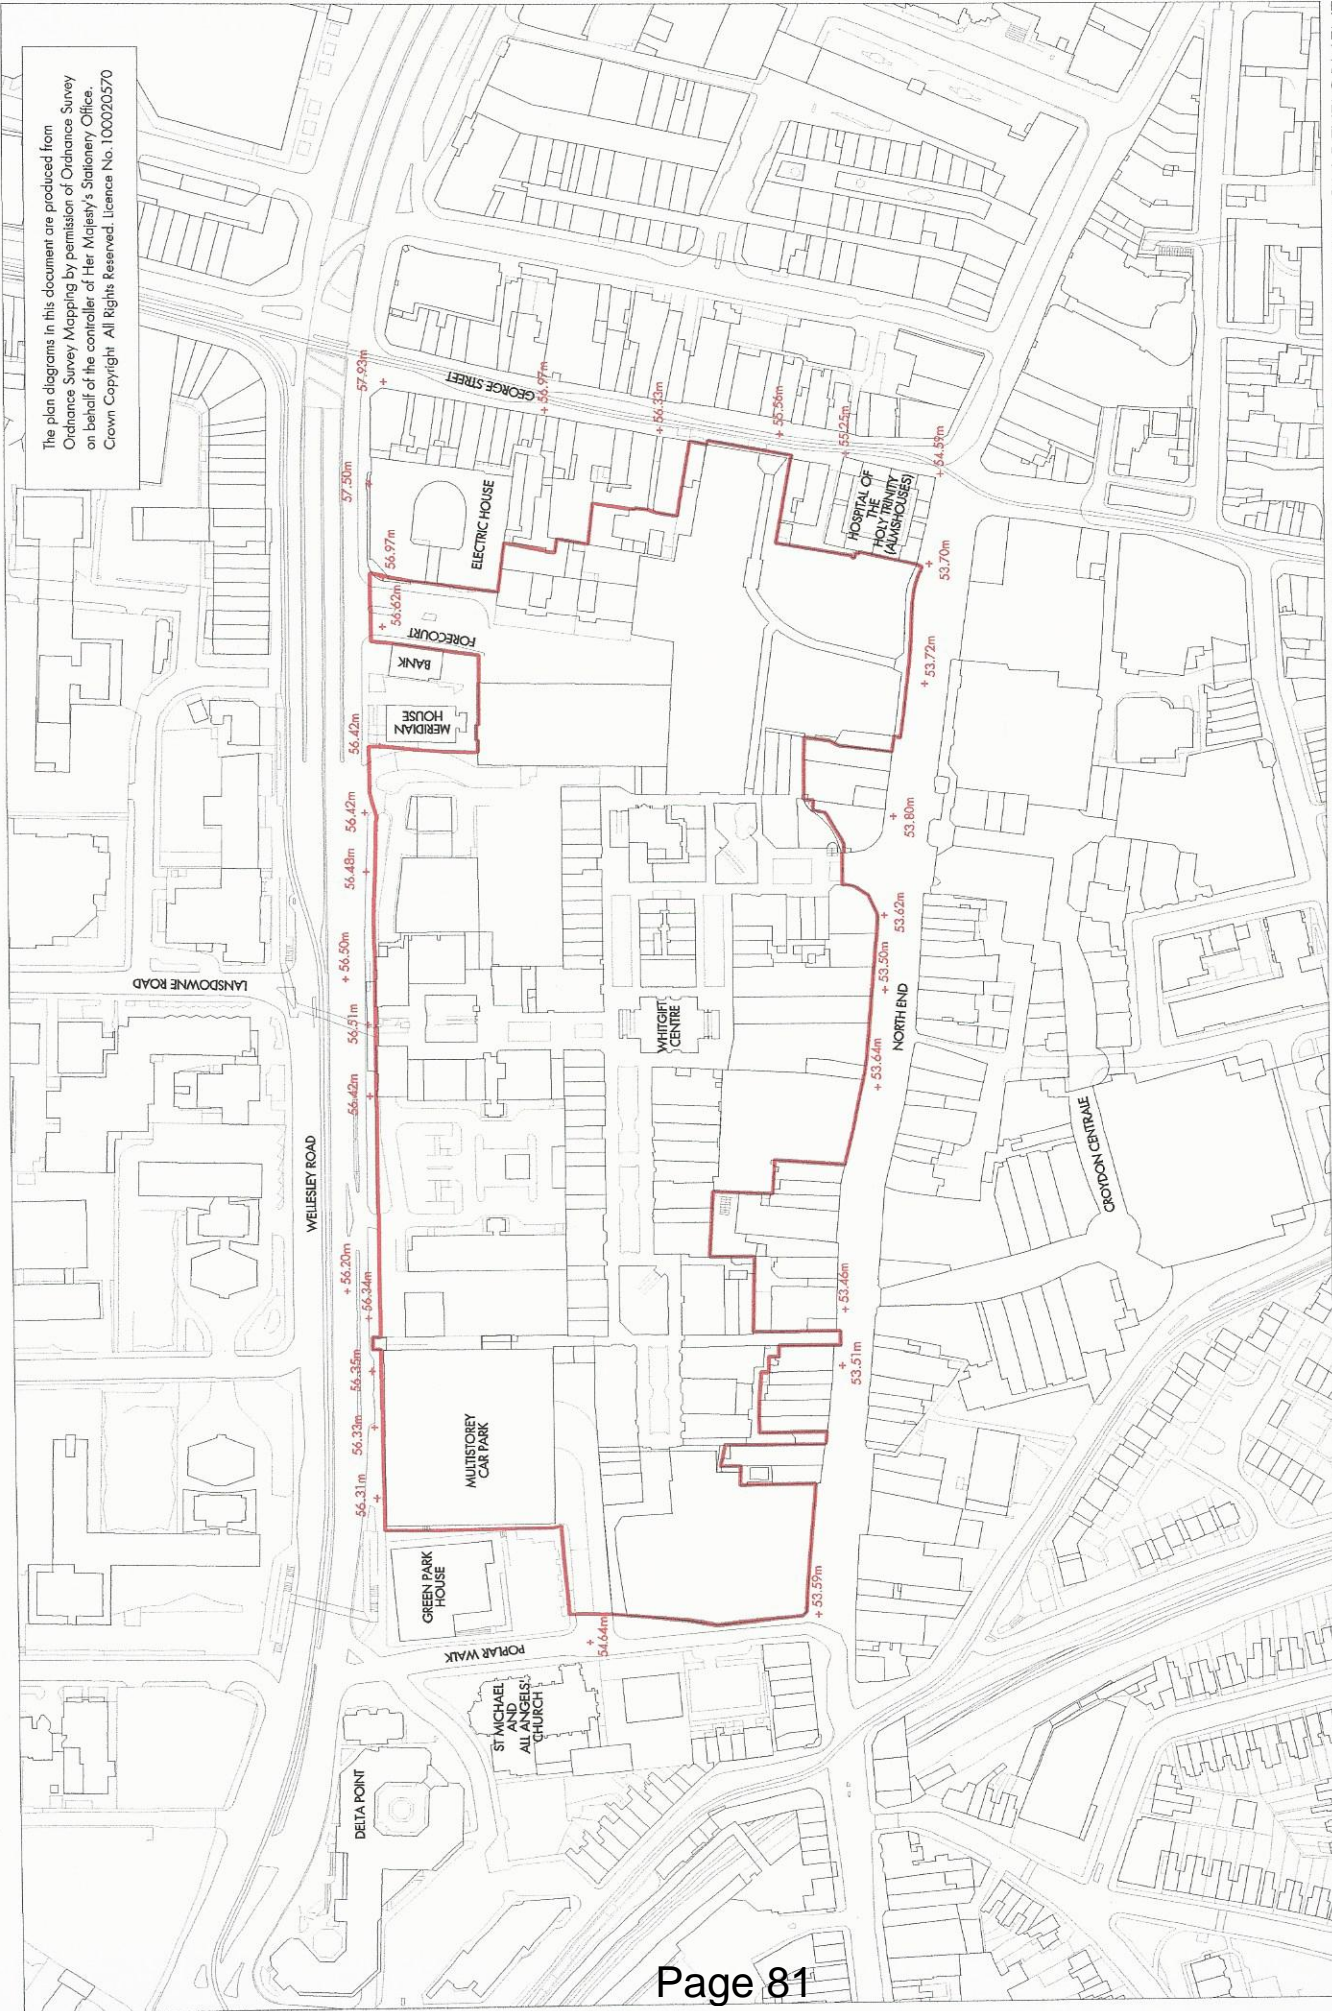 The plan diagrams in this document are produced from
Ordnance Survey Mapping by permission of Ordnance Survey
on behalf of the controller of Her Majesty's Stationery Office.
Crown Copyright All Rights Reserved. Licence No.100020570
57.93m
GEORGE STREET
56.97m
56.33m
55.56m
55.25m
54.59m
57.50m
56.97m
56.62m
ELECTRIC HOUSE
FORECOURT
BANK
MERIDIAN
HOUSE
HOSPITAL OF
THE
HOLY TRINITY
(ALMSHOUSES)
53.70m
53.72m
56.42m
56.42m
56.48m
56.50m
56.51m
56.42m
53.80m
53.62m
53.50m
53.64m
LANSDOWNE ROAD
WHITGIFT
CENTRE
NORTH END
WELLESLEY ROAD
CROYDON CENTRALE
56.20m
56.34m
56.35m
56.33m
56.31m
53.46m
53.51m
MULTISTOREY
CAR PARK
GREEN PARK
HOUSE
53.59m
54.64m
POPLAR WALK
ST MICHAEL
AND
ALL ANGELS'
CHURCH
DELTA POINT
Page 81